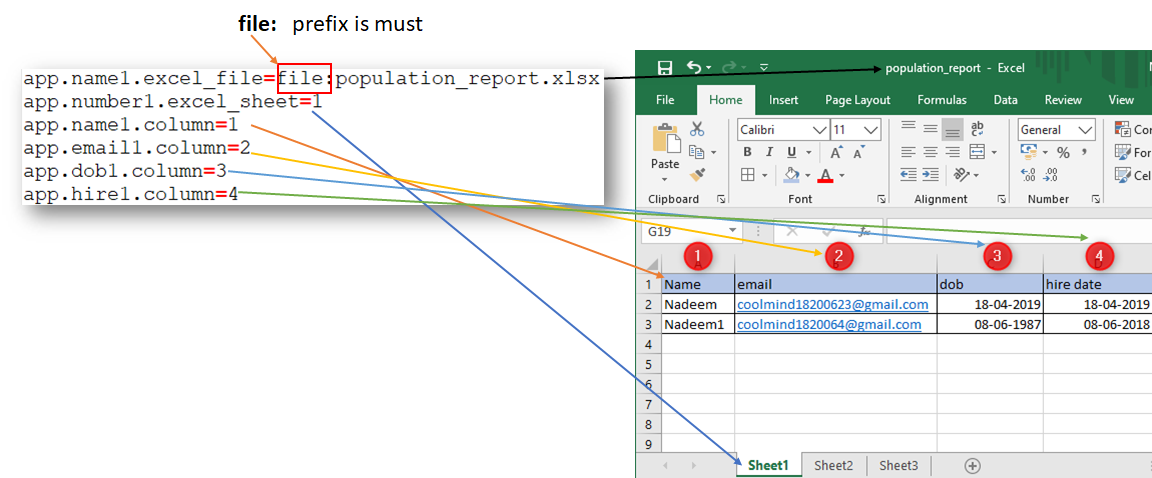 file: prefix is must
app.name1.excel_file=file:population_report.xlsx
app.number1.excel_sheet=1
app.name1.column=1
app.email1.column=2
app.dob1.column=3
app.hire1.column=4
population_report - Excel
File Home Insert Page Layout Formulas Data Review View
Calibri 11 ab General Con
Paste B I U A A % , For
A .00 .00 Cel
Clipboard Font Alignment Number
G19 fx
1 2 3 4
1 Name email dob hire date
2 Nadeem coolmind18200623@gmail.com 18-04-2019 18-04-2019
3 Nadeem1 coolmind1820064@gmail.com 08-06-1987 08-06-2018
4
5
6
7
8
9
Sheet1 Sheet2 Sheet3